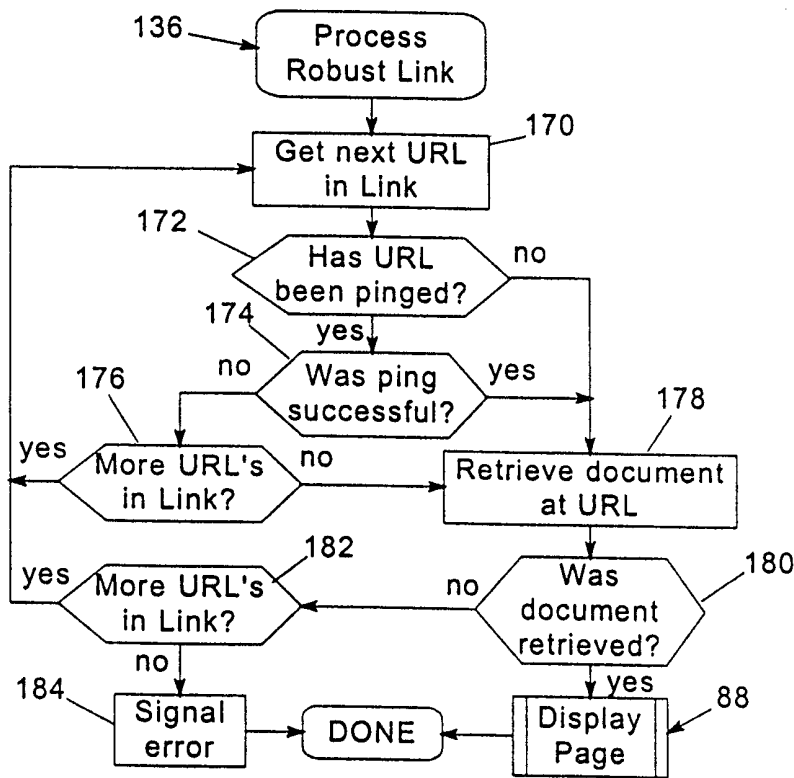 136
Process
Robust Link
170
Get next URL
in Link
172
Has URL
been pinged?
no
yes
174
Was ping
successful?
no
yes
176
178
More URL's
in Link?
yes
no
Retrieve document
at URL
182
180
More URL's
in Link?
yes
no
Was
document
retrieved?
no
yes
184
Signal
error
DONE
Display
Page
88